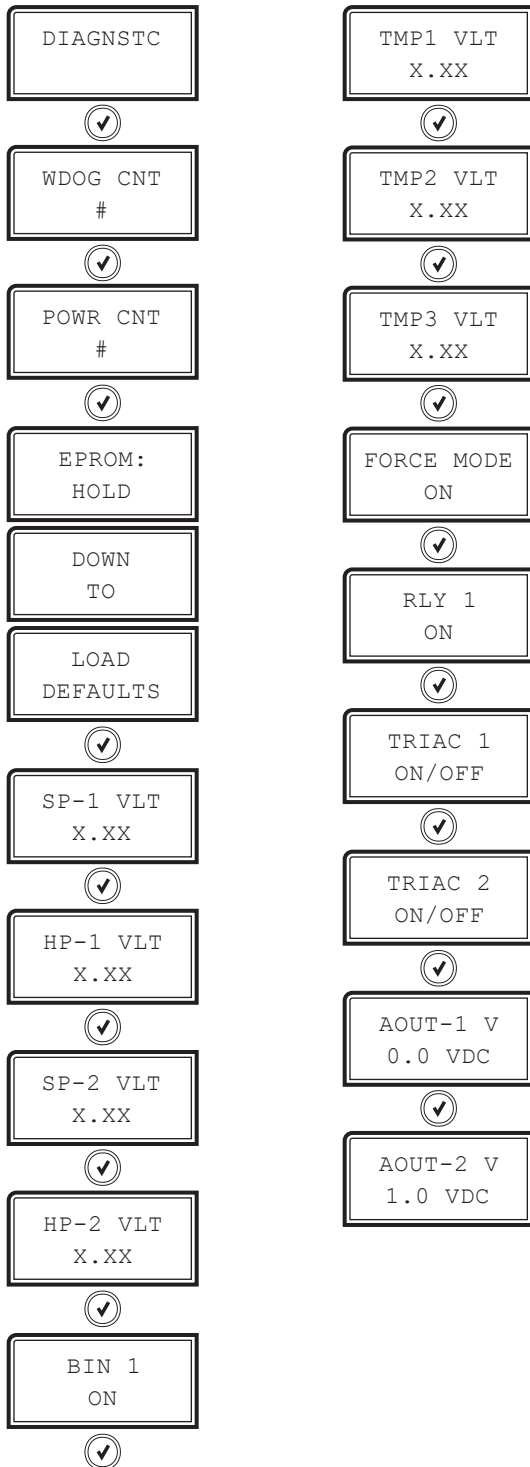 DIAGNSTC
WDOG CNT
#
POWR CNT
#
EPROM:
HOLD
DOWN
TO
LOAD
DEFAULTS
SP-1 VLT
X.XX
HP-1 VLT
X.XX
SP-2 VLT
X.XX
HP-2 VLT
X.XX
BIN 1
ON
TMP1 VLT
X.XX
TMP2 VLT
X.XX
TMP3 VLT
X.XX
FORCE MODE
ON
RLY 1
ON
TRIAC 1
ON/OFF
TRIAC 2
ON/OFF
AOUT-1 V
0.0 VDC
AOUT-2 V
1.0 VDC